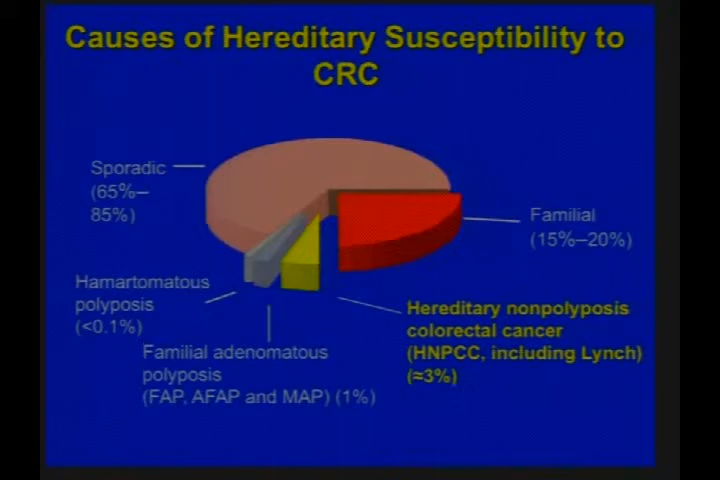 Causes of Hereditary Susceptibility to
CRC
Sporadic
(65%–
85%)
Familial
(15%–20%)
Hamartomatous
polyposis
(<0.1%)
Familial adenomatous
polyposis
(FAP, AFAP and MAP) (1%)
Hereditary nonpolyposis
colorectal cancer
(HNPCC, including Lynch)
(≈3%)